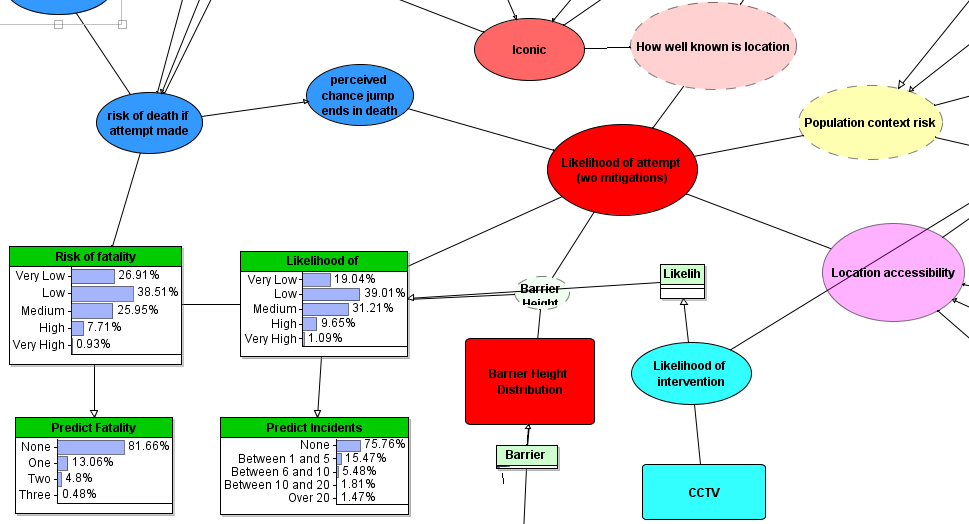 Iconic
How well known is location
perceived
chance jump
ends in death
risk of death if
attempt made
Population context risk
Likelihood of attempt
(wo mitigations)
Risk of fatality
Very Low 26.91%
Low 38.51%
Medium 25.95%
High 7.71%
Very High 0.93%
Likelihood of
Very Low 19.04%
Low 39.01%
Medium 31.21%
High 9.65%
Very High 1.09%
Barrier
Height
Likelih
Location accessibility
Barrier Height
Distribution
Likelihood of
intervention
Predict Fatality
None 81.66%
One 13.06%
Two 4.8%
Three 0.48%
Predict Incidents
None 75.76%
Between 1 and 5 15.47%
Between 6 and 10 5.48%
Between 10 and 20 1.81%
Over 20 1.47%
Barrier
CCTV